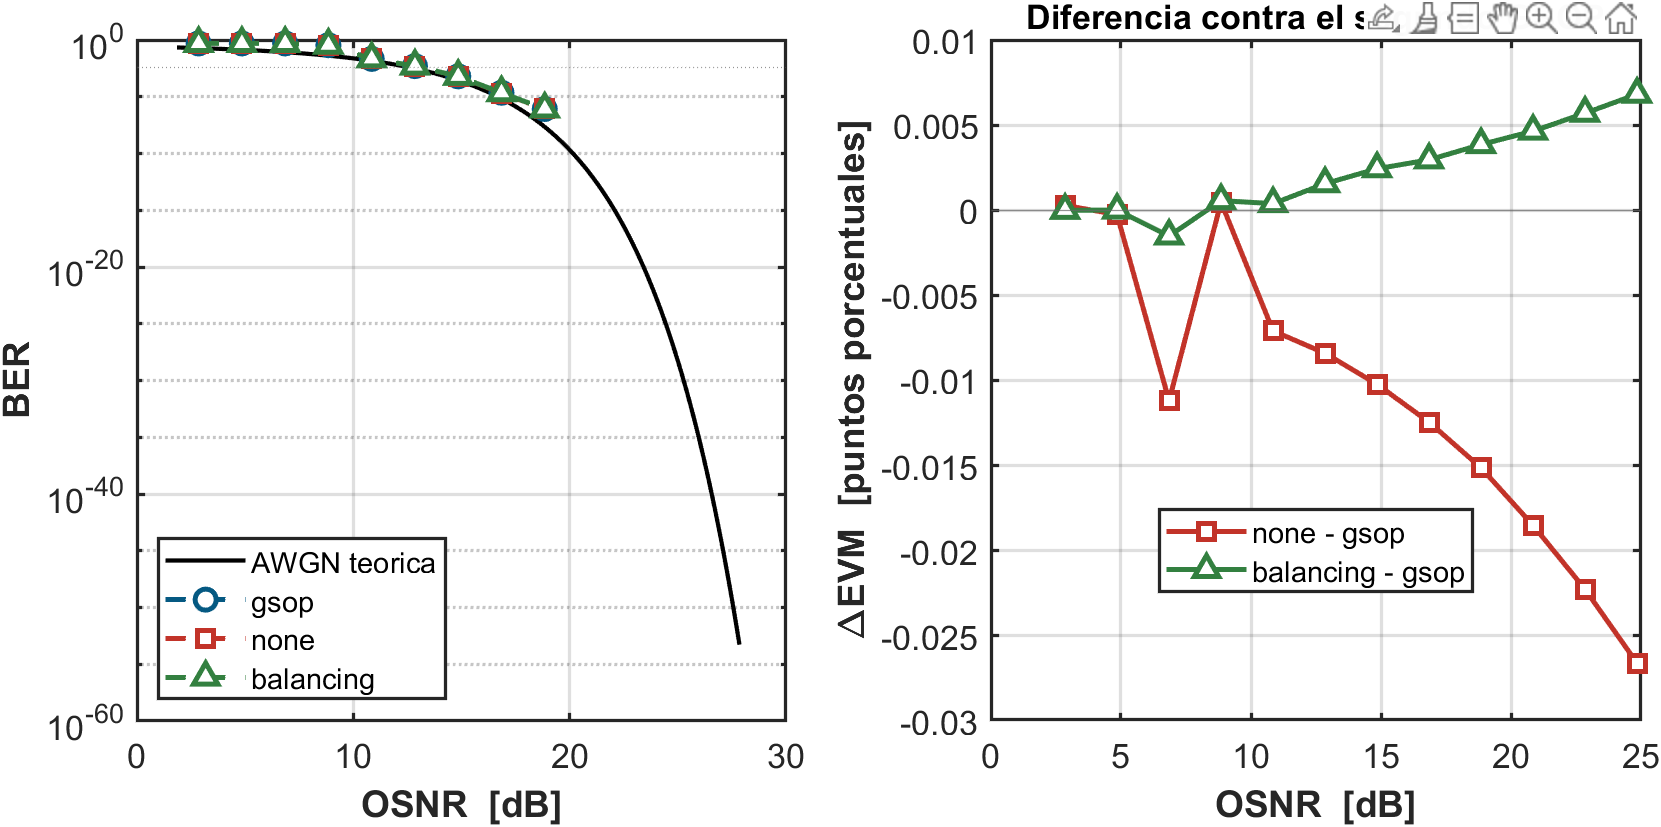 10^0
10^-20
10^-40
10^-60
0
10
20
30
BER
OSNR [dB]
AWGN teorica
gsop
none
balancing
Diferencia contra el
0.01
0.005
0
-0.005
-0.01
-0.015
-0.02
-0.025
-0.03
0
5
10
15
20
25
ΔEVM [puntos porcentuales]
OSNR [dB]
none - gsop
balancing - gsop